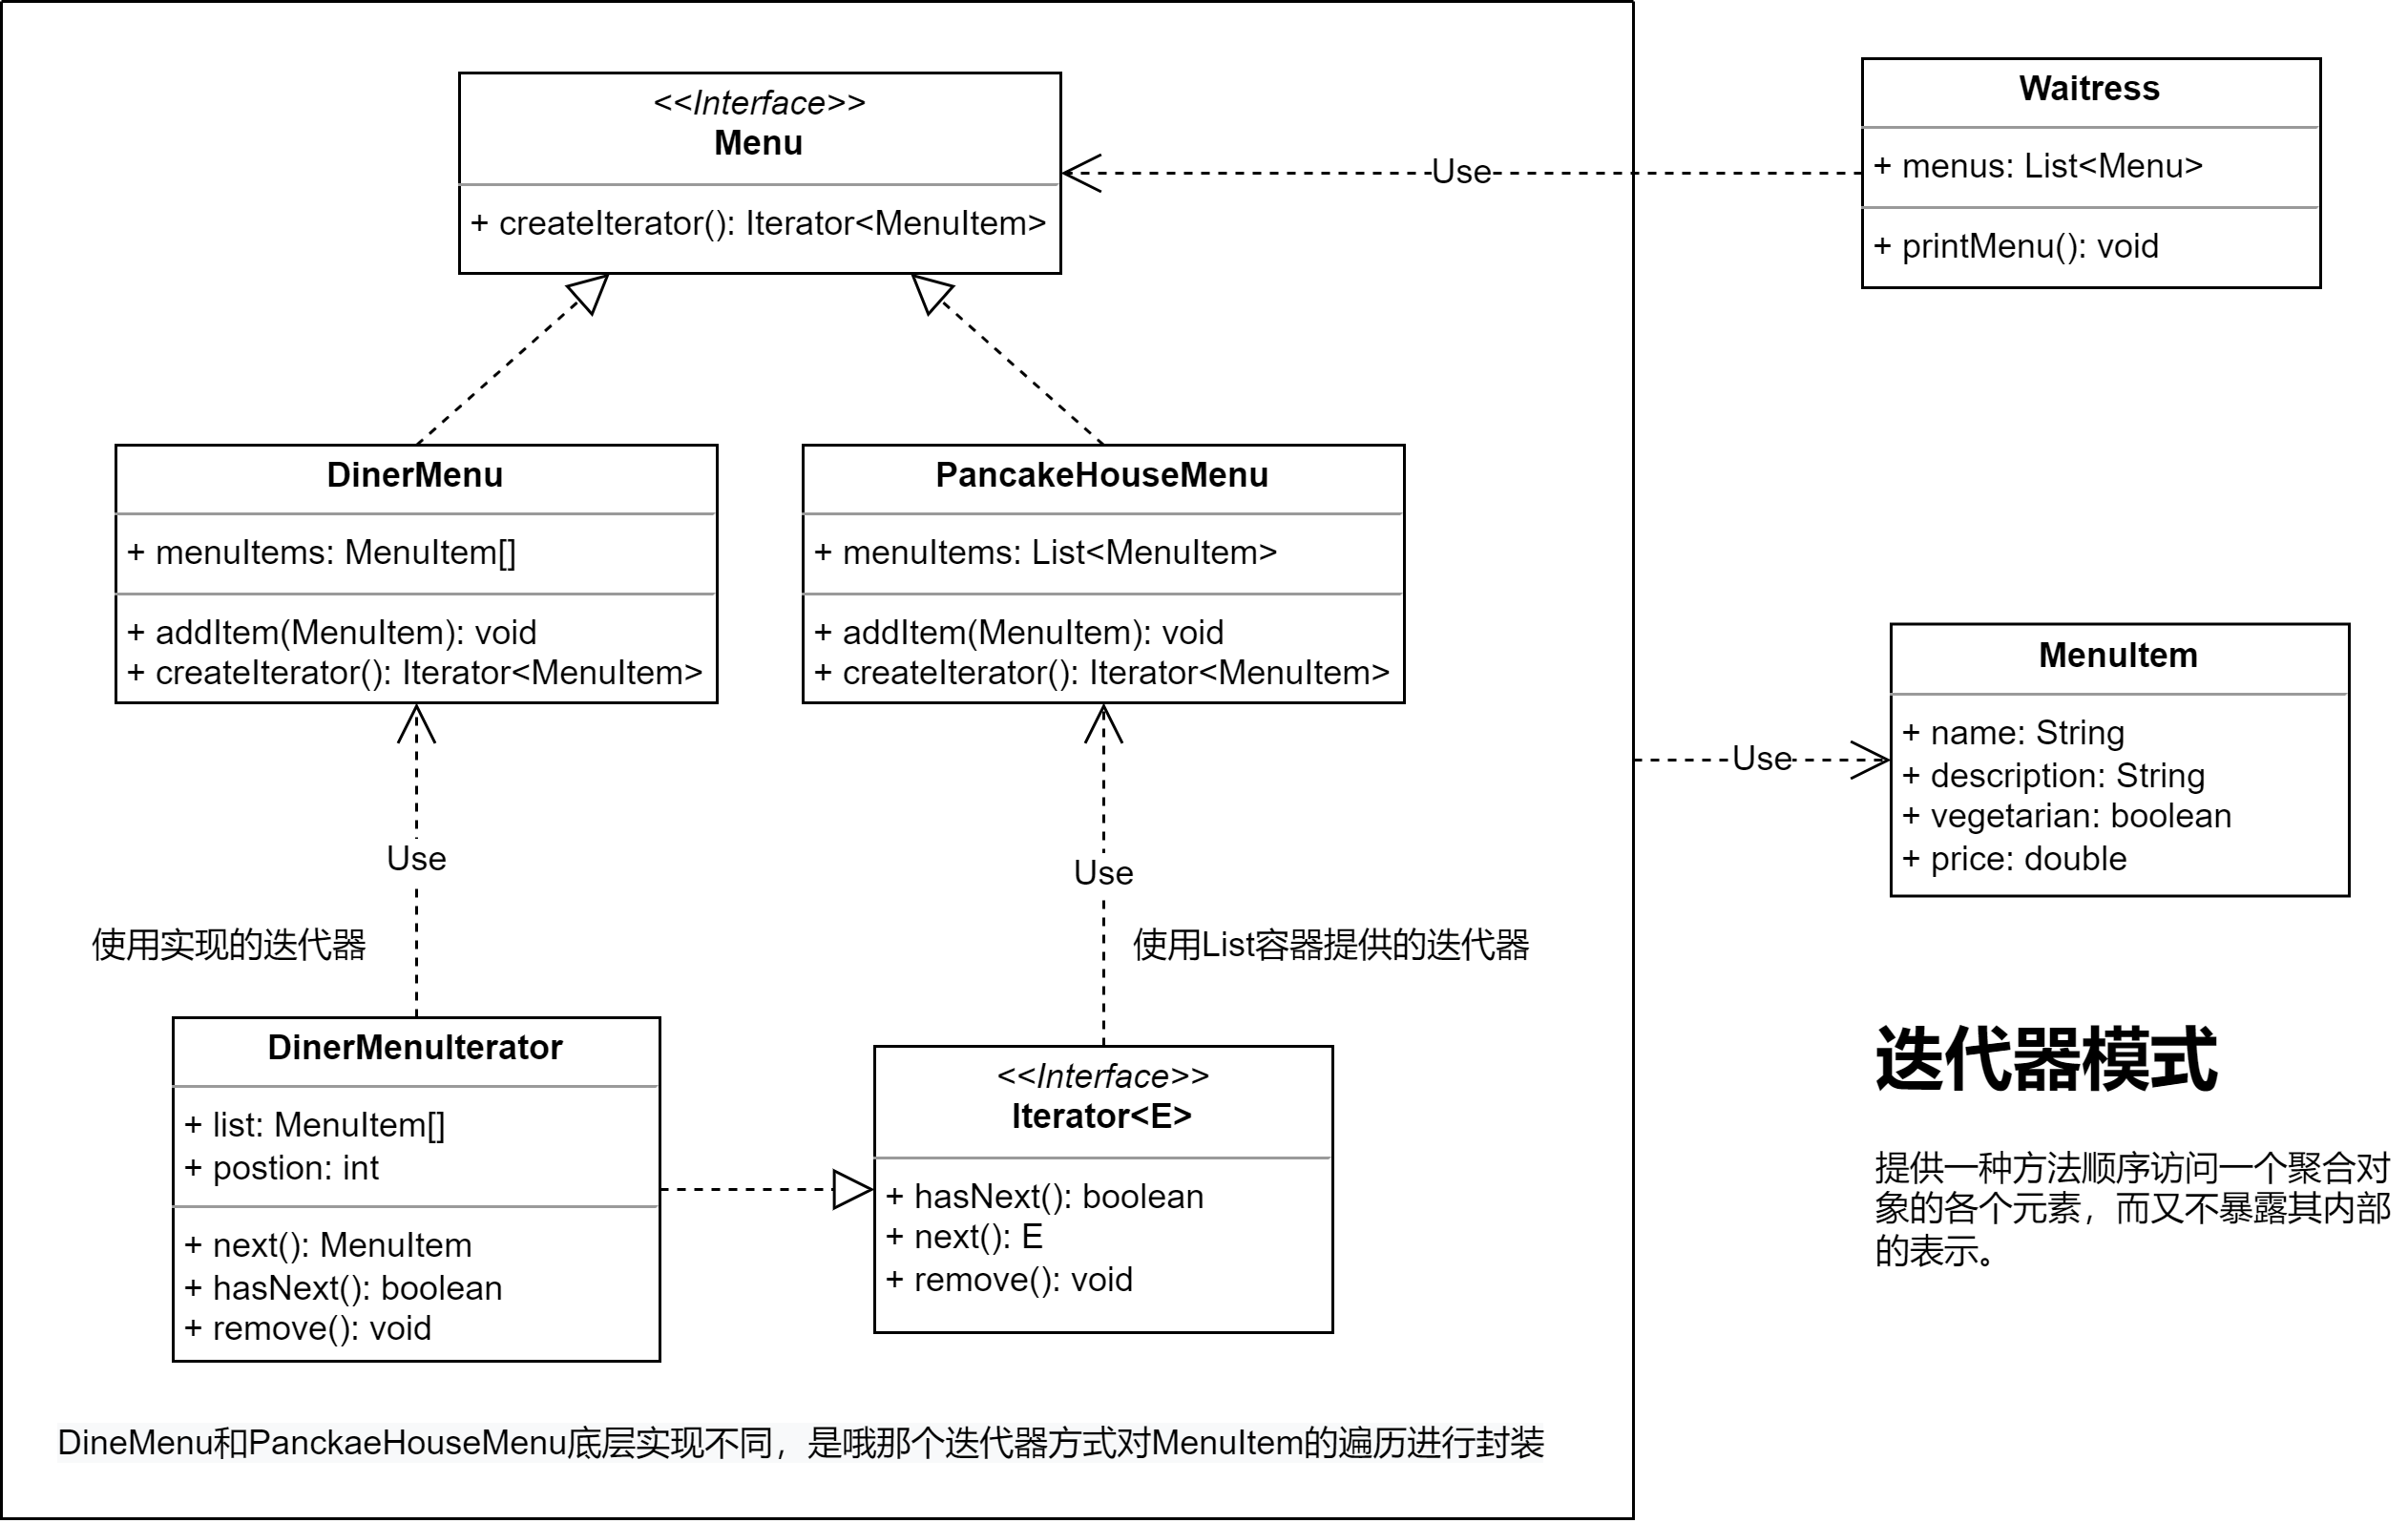 <<Interface>>
Menu
+ createIterator(): Iterator<MenuItem>
Use
Waitress
+ menus: List<Menu>
+ printMenu(): void
DinerMenu
+ menuItems: MenuItem[]
+ addItem(MenuItem): void
+ createIterator(): Iterator<MenuItem>
PancakeHouseMenu
+ menuItems: List<MenuItem>
+ addItem(MenuItem): void
+ createIterator(): Iterator<MenuItem>
MenuItem
+ name: String
+ description: String
+ vegetarian: boolean
+ price: double
Use
Use
Use
使用实现的迭代器
使用List容器提供的迭代器
DinerMenuIterator
+ list: MenuItem[]
+ postion: int
+ next(): MenuItem
+ hasNext(): boolean
+ remove(): void
<<Interface>>
Iterator<E>
+ hasNext(): boolean
+ next(): E
+ remove(): void
迭代器模式
提供一种方法顺序访问一个聚合对
象的各个元素，而又不暴露其内部
的表示。
DineMenu和PanckaeHouseMenu底层实现不同，是哦那个迭代器方式对MenuItem的遍历进行封装